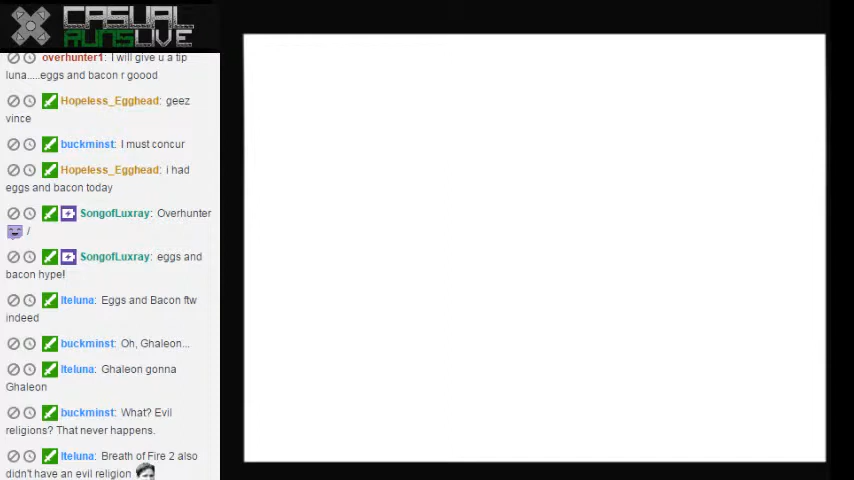 CASUAL
RUNSLIVE
overhunter1: I will give u a tip
luna.....eggs and bacon r goood
Hopeless_Egghead: geez
vince
buckminst: I must concur
Hopeless_Egghead: i had
eggs and bacon today
SongofLuxray: Overhunter
/
SongofLuxray: eggs and
bacon hype!
lteluna: Eggs and Bacon ftw
indeed
buckminst: Oh, Ghaleon...
lteluna: Ghaleon gonna
Ghaleon
buckminst: What? Evil
religions? That never happens.
lteluna: Breath of Fire 2 also
didn't have an evil religion